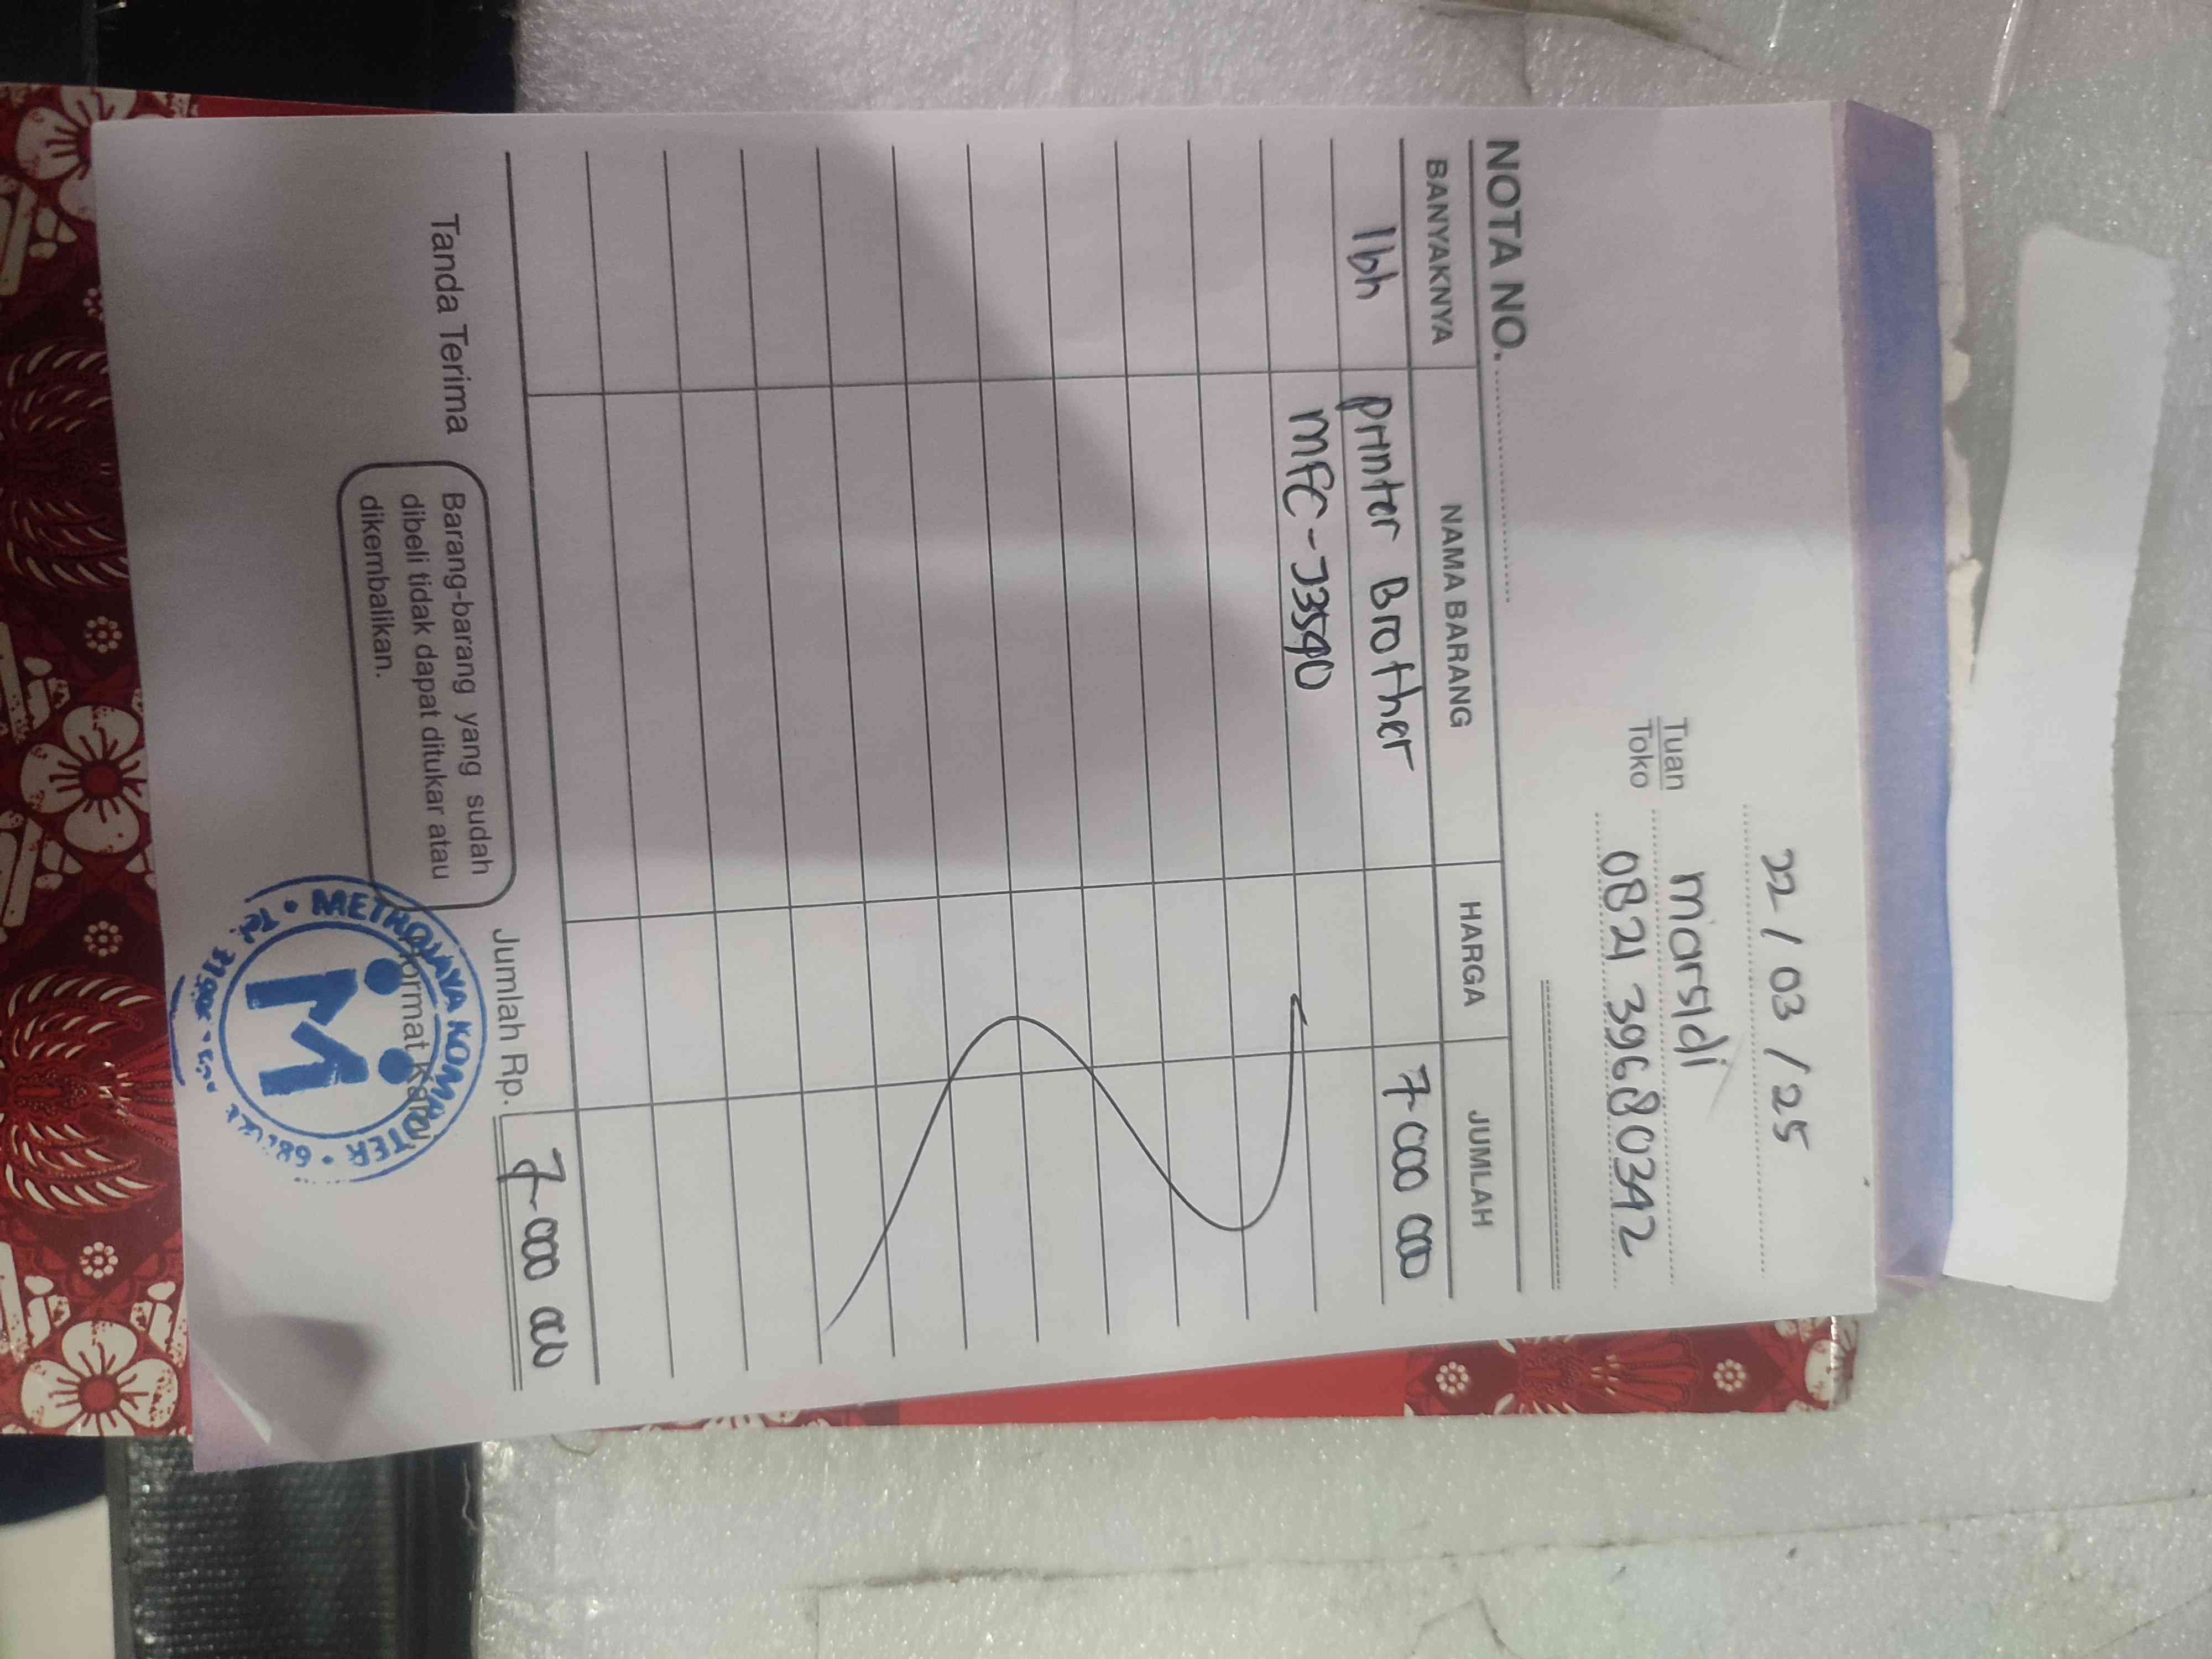 22 / 03 / 25
Tuan marsidi
Toko 0821 3968 0342
NOTA NO.
BANYAKNYA NAMA BARANG HARGA JUMLAH
1bh printer Brother 7 000 000
MFC-J3540
Jumlah Rp. 7 000 000
Tanda Terima
Barang-barang yang sudah
dibeli tidak dapat ditukar atau
dikembalikan.
Hormat Kami
KOMPUTER
M